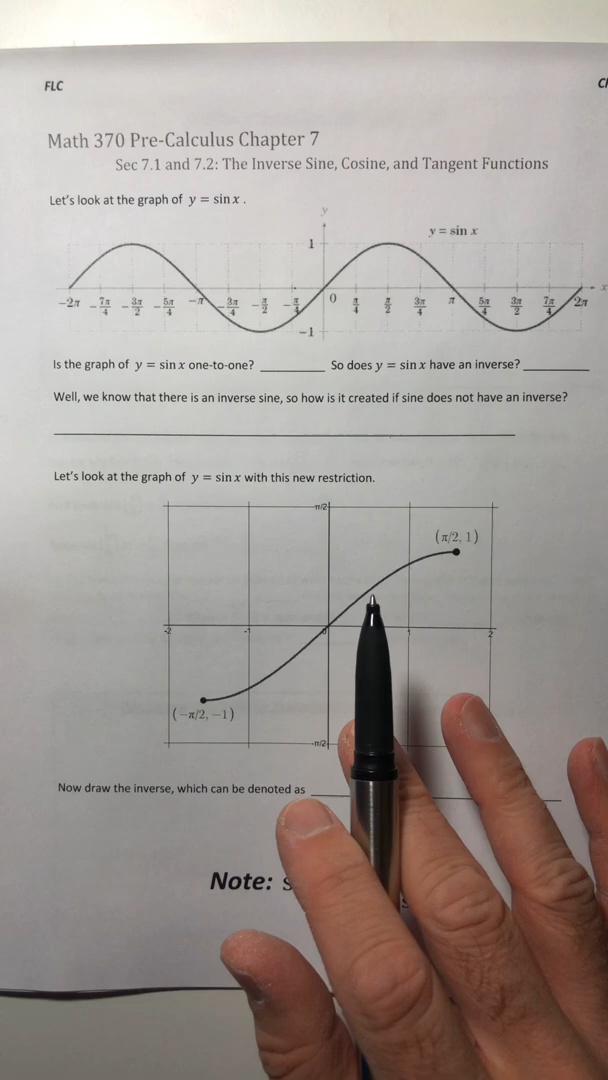 FLC
Math 370 Pre-Calculus Chapter 7
Sec 7.1 and 7.2: The Inverse Sine, Cosine, and Tangent Functions
Let's look at the graph of y = sin x .
y
y = sin x
1
x
-2π -7π/4 -3π/2 -5π/4 -π -3π/4 -π/2 -π/4 0 π/4 π/2 3π/4 π 5π/4 3π/2 7π/4 2π
-1
Is the graph of y = sin x one-to-one? __________ So does y = sin x have an inverse? __________
Well, we know that there is an inverse sine, so how is it created if sine does not have an inverse?
Let's look at the graph of y = sin x with this new restriction.
π/2
(π/2, 1)
-2 -1 0 1 2
(-π/2, -1)
-π/2
Now draw the inverse, which can be denoted as
Note: